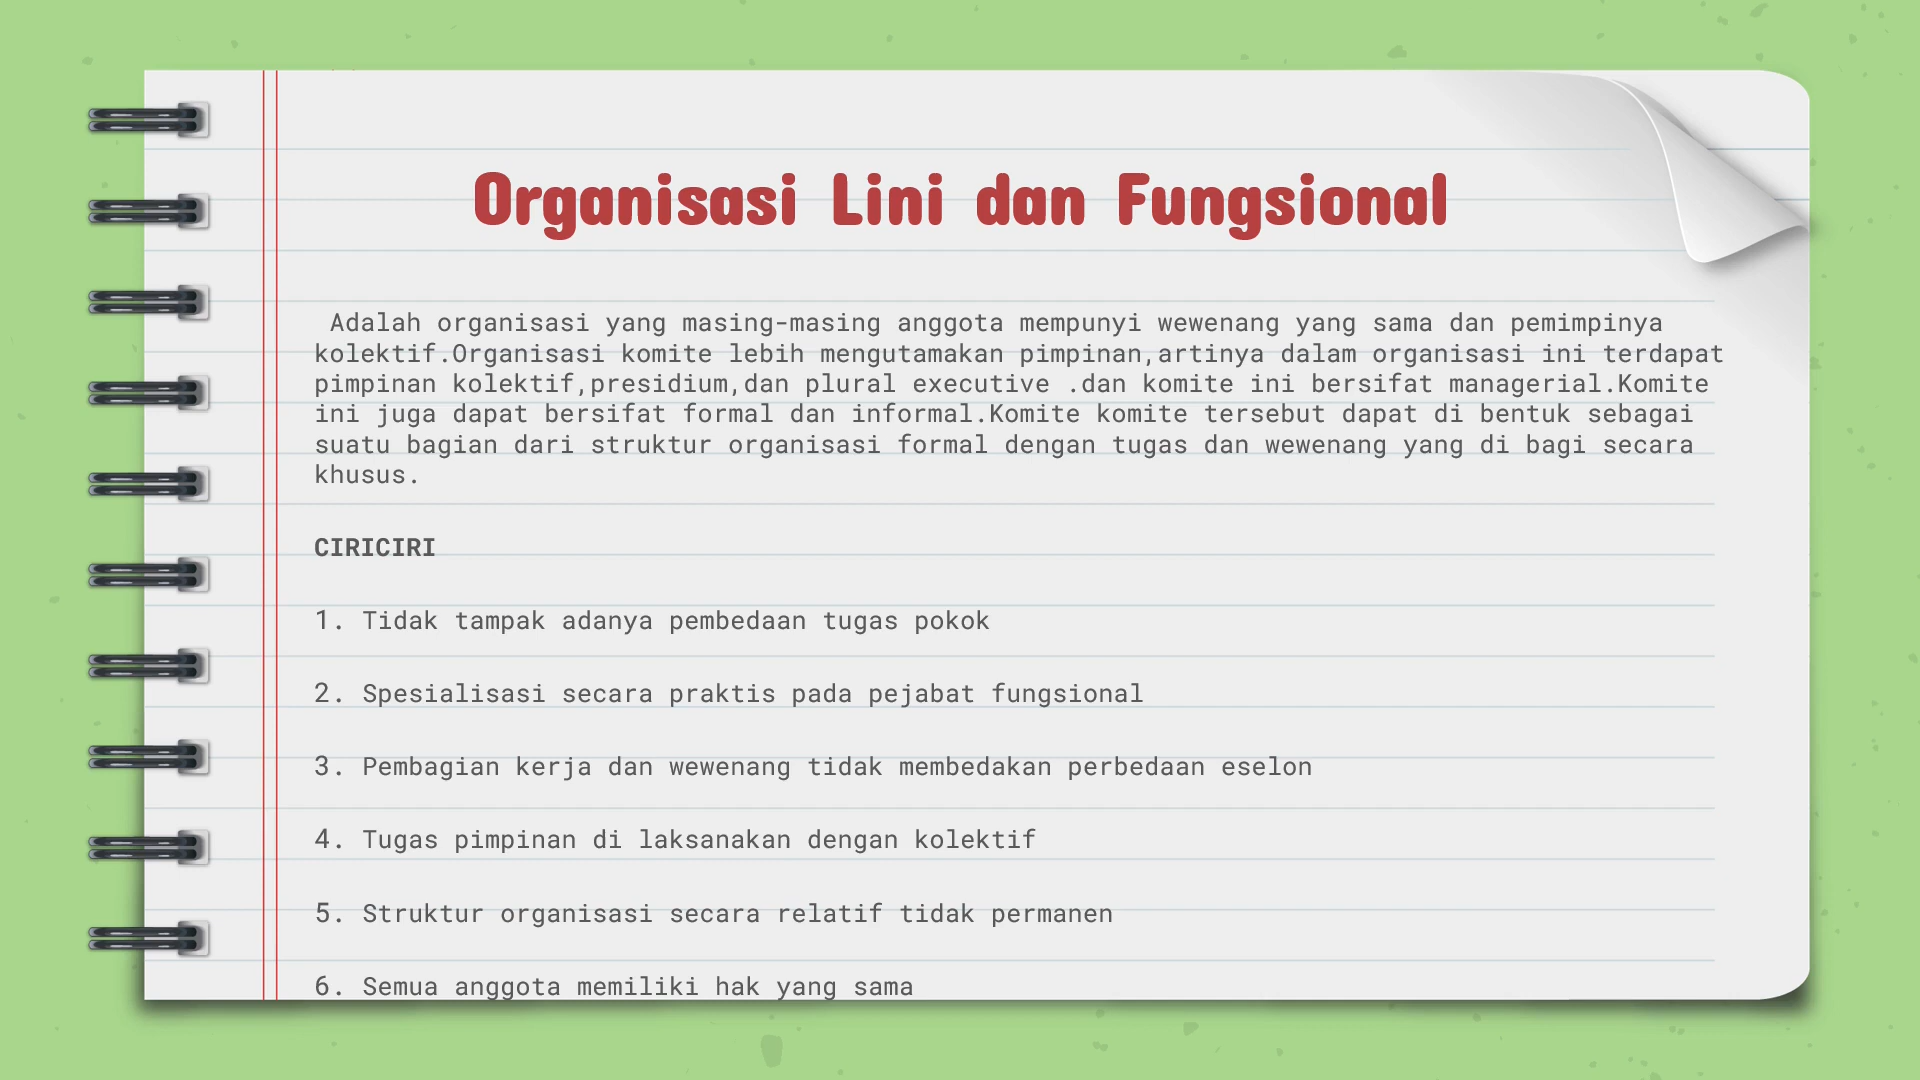 Organisasi Lini dan Fungsional
Adalah organisasi yang masing-masing anggota mempunyi wewenang yang sama dan pemimpinya
kolektif.Organisasi komite lebih mengutamakan pimpinan,artinya dalam organisasi ini terdapat
pimpinan kolektif,presidium,dan plural executive .dan komite ini bersifat managerial.Komite
ini juga dapat bersifat formal dan informal.Komite komite tersebut dapat di bentuk sebagai
suatu bagian dari struktur organisasi formal dengan tugas dan wewenang yang di bagi secara
khusus.
CIRICIRI
1. Tidak tampak adanya pembedaan tugas pokok
2. Spesialisasi secara praktis pada pejabat fungsional
3. Pembagian kerja dan wewenang tidak membedakan perbedaan eselon
4. Tugas pimpinan di laksanakan dengan kolektif
5. Struktur organisasi secara relatif tidak permanen
6. Semua anggota memiliki hak yang sama